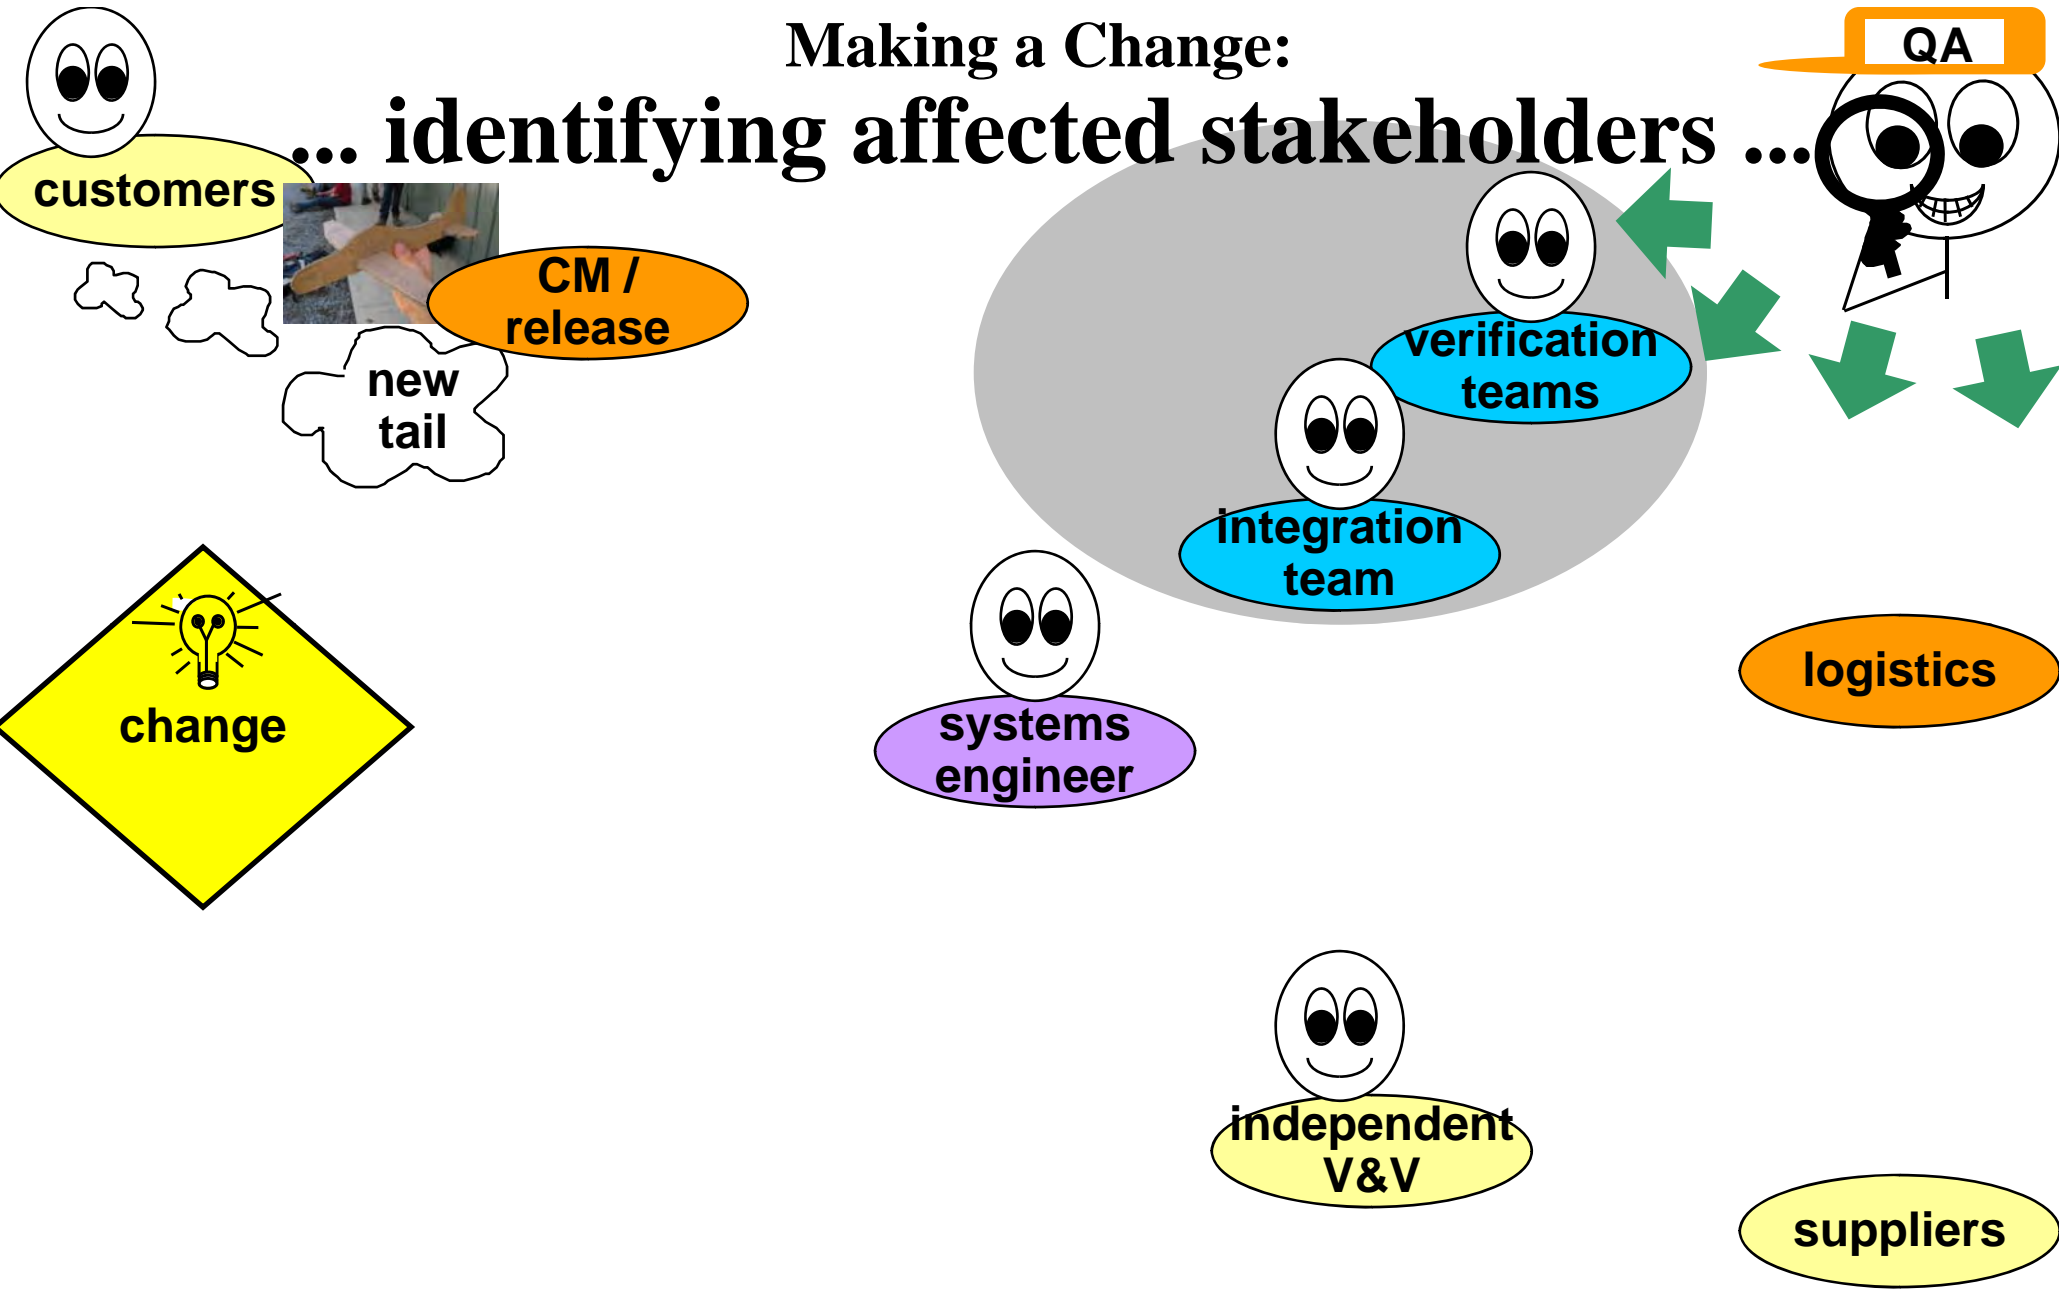 Making a Change:
QA
... identifying affected stakeholders ...
customers
CM /
release
new
tail
verification
teams
integration
team
change
systems
engineer
logistics
independent
V&V
suppliers